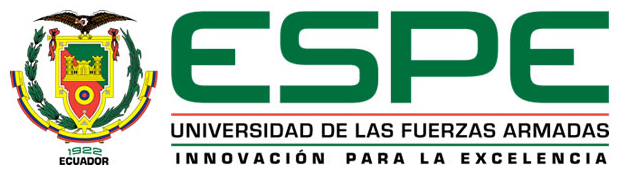 ESPE
UNIVERSIDAD DE LAS FUERZAS ARMADAS
INNOVACIÓN PARA LA EXCELENCIA
1922
ECUADOR